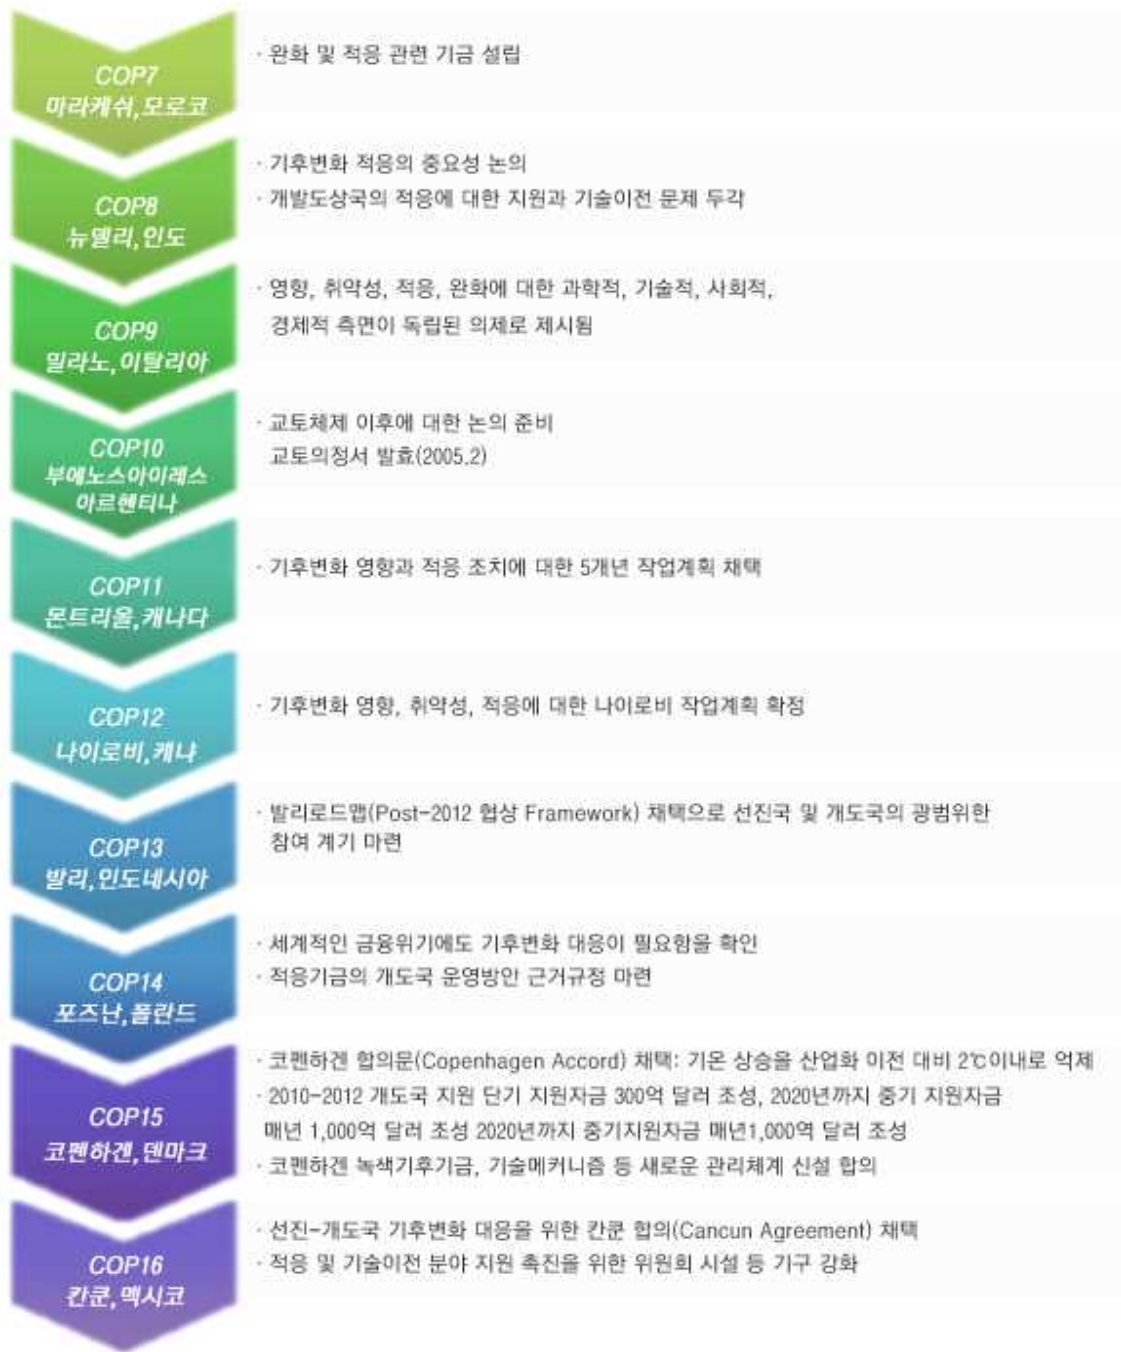 COP7
마라케쉬,모로코
· 완화 및 적응 관련 기금 설립
COP8
뉴델리,인도
· 기후변화 적응의 중요성 논의
· 개발도상국의 적응에 대한 지원과 기술이전 문제 두각
COP9
밀라노,이탈리아
· 영향, 취약성, 적응, 완화에 대한 과학적, 기술적, 사회적,
경제적 측면이 독립된 의제로 제시됨
COP10
부에노스아이레스
아르헨티나
· 교토체제 이후에 대한 논의 준비
교토의정서 발효(2005.2)
COP11
몬트리올,캐나다
· 기후변화 영향과 적응 조치에 대한 5개년 작업계획 채택
COP12
나이로비,케냐
· 기후변화 영향, 취약성, 적응에 대한 나이로비 작업계획 확정
COP13
발리,인도네시아
· 발리로드맵(Post-2012 협상 Framework) 채택으로 선진국 및 개도국의 광범위한
참여 계기 마련
COP14
포즈난,폴란드
· 세계적인 금융위기에도 기후변화 대응이 필요함을 확인
· 적응기금의 개도국 운영방안 근거규정 마련
COP15
코펜하겐,덴마크
· 코펜하겐 합의문(Copenhagen Accord) 채택: 기온 상승을 산업화 이전 대비 2℃이내로 억제
· 2010-2012 개도국 지원 단기 지원자금 300억 달러 조성, 2020년까지 중기 지원자금
매년 1,000억 달러 조성 2020년까지 중기지원자금 매년1,000역 달러 조성
· 코펜하겐 녹색기후기금, 기술메커니즘 등 새로운 관리체계 신설 합의
COP16
칸쿤,멕시코
· 선진-개도국 기후변화 대응을 위한 칸쿤 합의(Cancun Agreement) 채택
· 적응 및 기술이전 분야 지원 촉진을 위한 위원회 시설 등 기구 강화